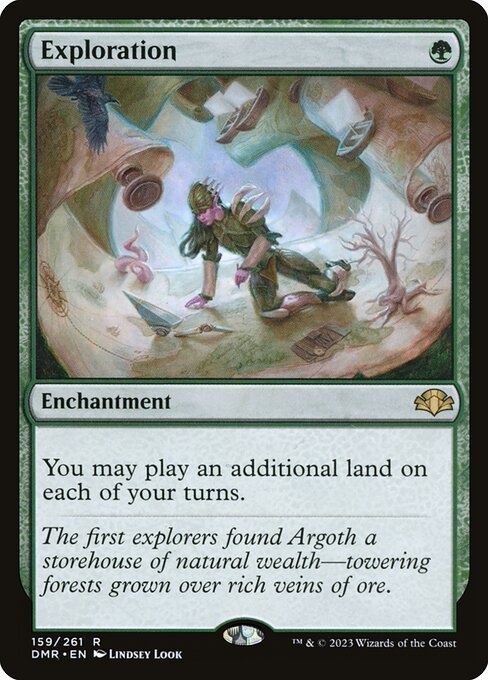 Exploration
Enchantment
You may play an additional land on
each of your turns.
The first explorers found Argoth a
storehouse of natural wealth—towering
forests grown over rich veins of ore.
159/261 R
DMR • EN Lindsey Look
™ & © 2023 Wizards of the Coast